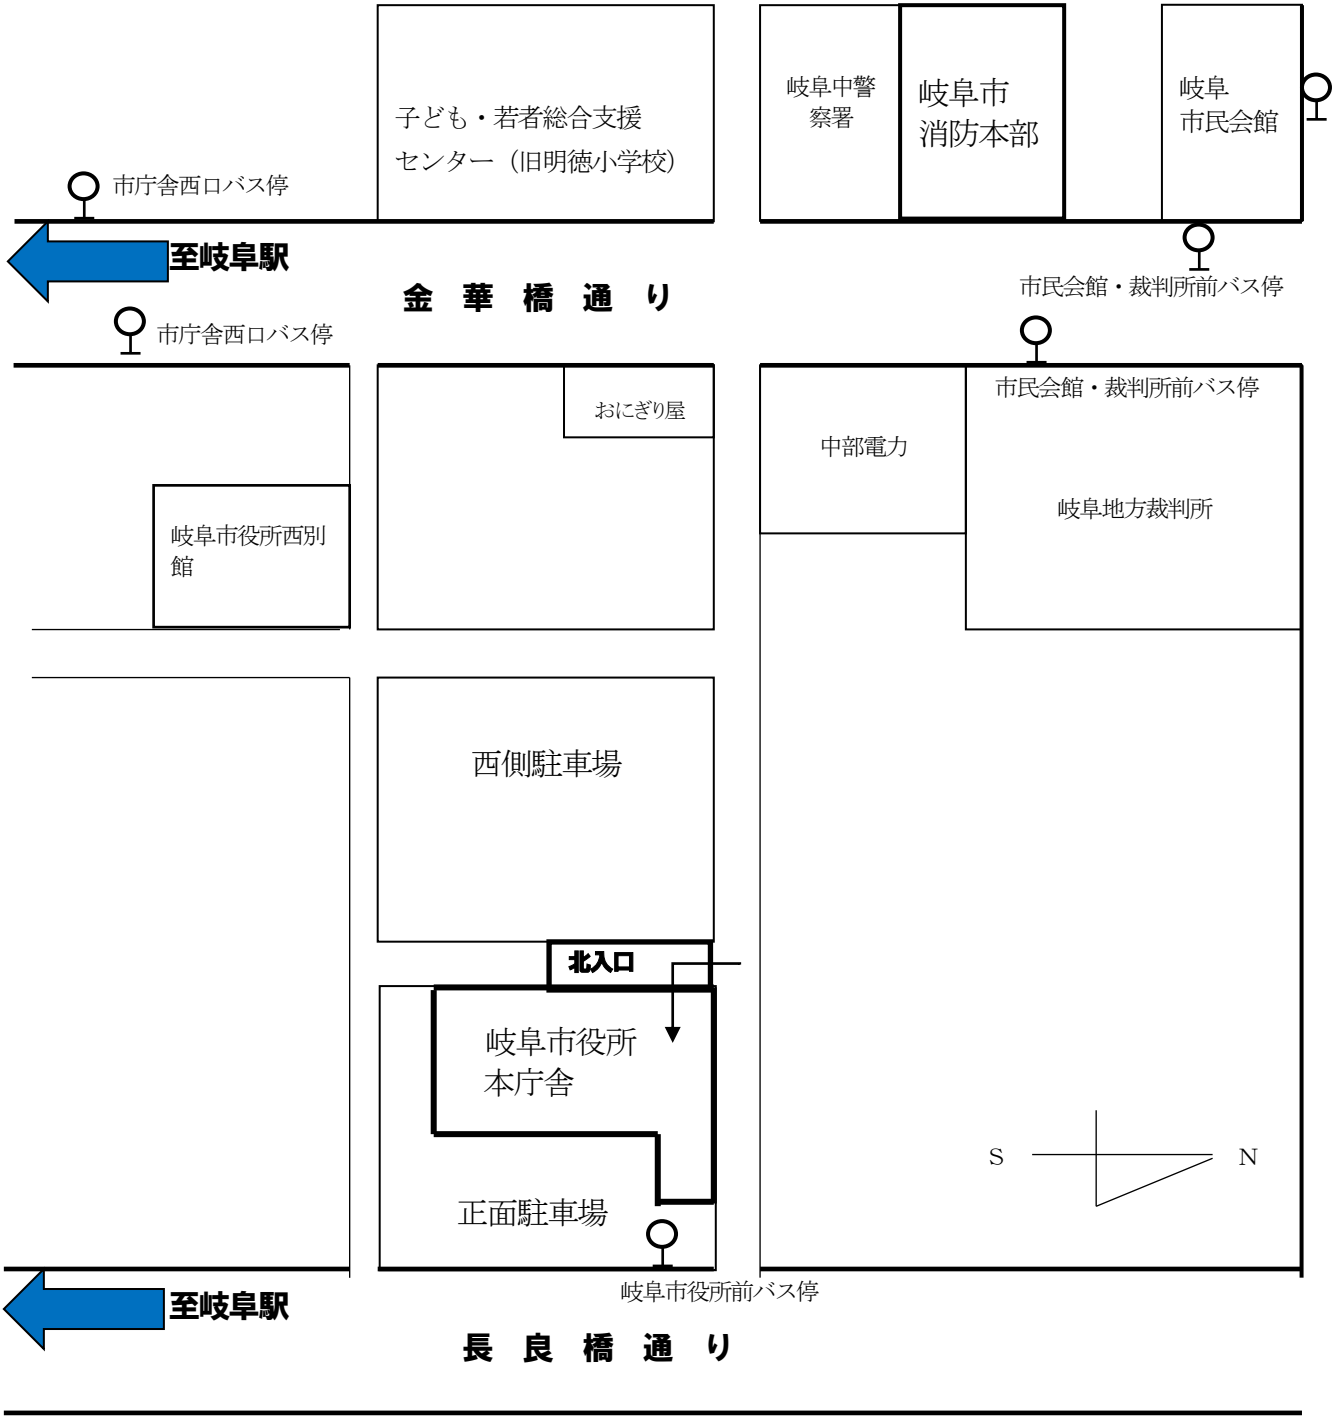 岐阜中警
察署
岐阜市
消防本部
岐阜
市民会館
子ども・若者総合支援
センター（旧明徳小学校）
市庁舎西口バス停
至岐阜駅
金華橋通り
市民会館・裁判所前バス停
市庁舎西口バス停
市民会館・裁判所前バス停
おにぎり屋
中部電力
岐阜地方裁判所
岐阜市役所西別
館
西側駐車場
北入口
岐阜市役所
本庁舎
S
N
正面駐車場
岐阜市役所前バス停
至岐阜駅
長良橋通り